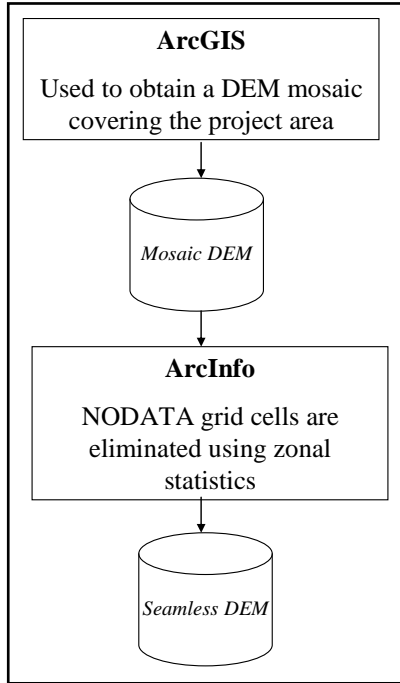 ArcGIS
Used to obtain a DEM mosaic
covering the project area
Mosaic DEM
ArcInfo
NODATA grid cells are
eliminated using zonal
statistics
Seamless DEM